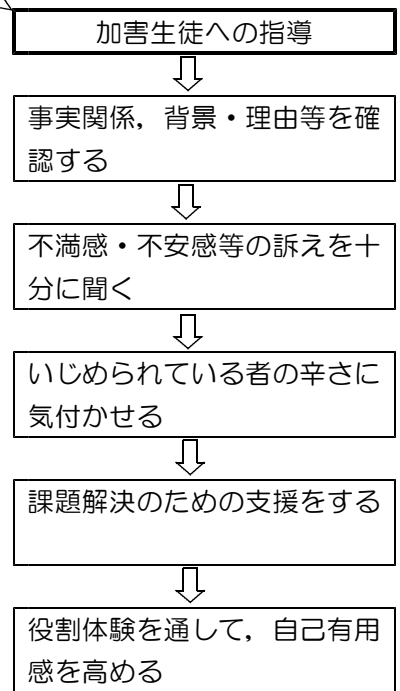 加害生徒への指導
事実関係，背景・理由等を確
認する
不満感・不安感等の訴えを十
分に聞く
いじめられている者の辛さに
気付かせる
課題解決のための支援をする
役割体験を通して，自己有用
感を高める